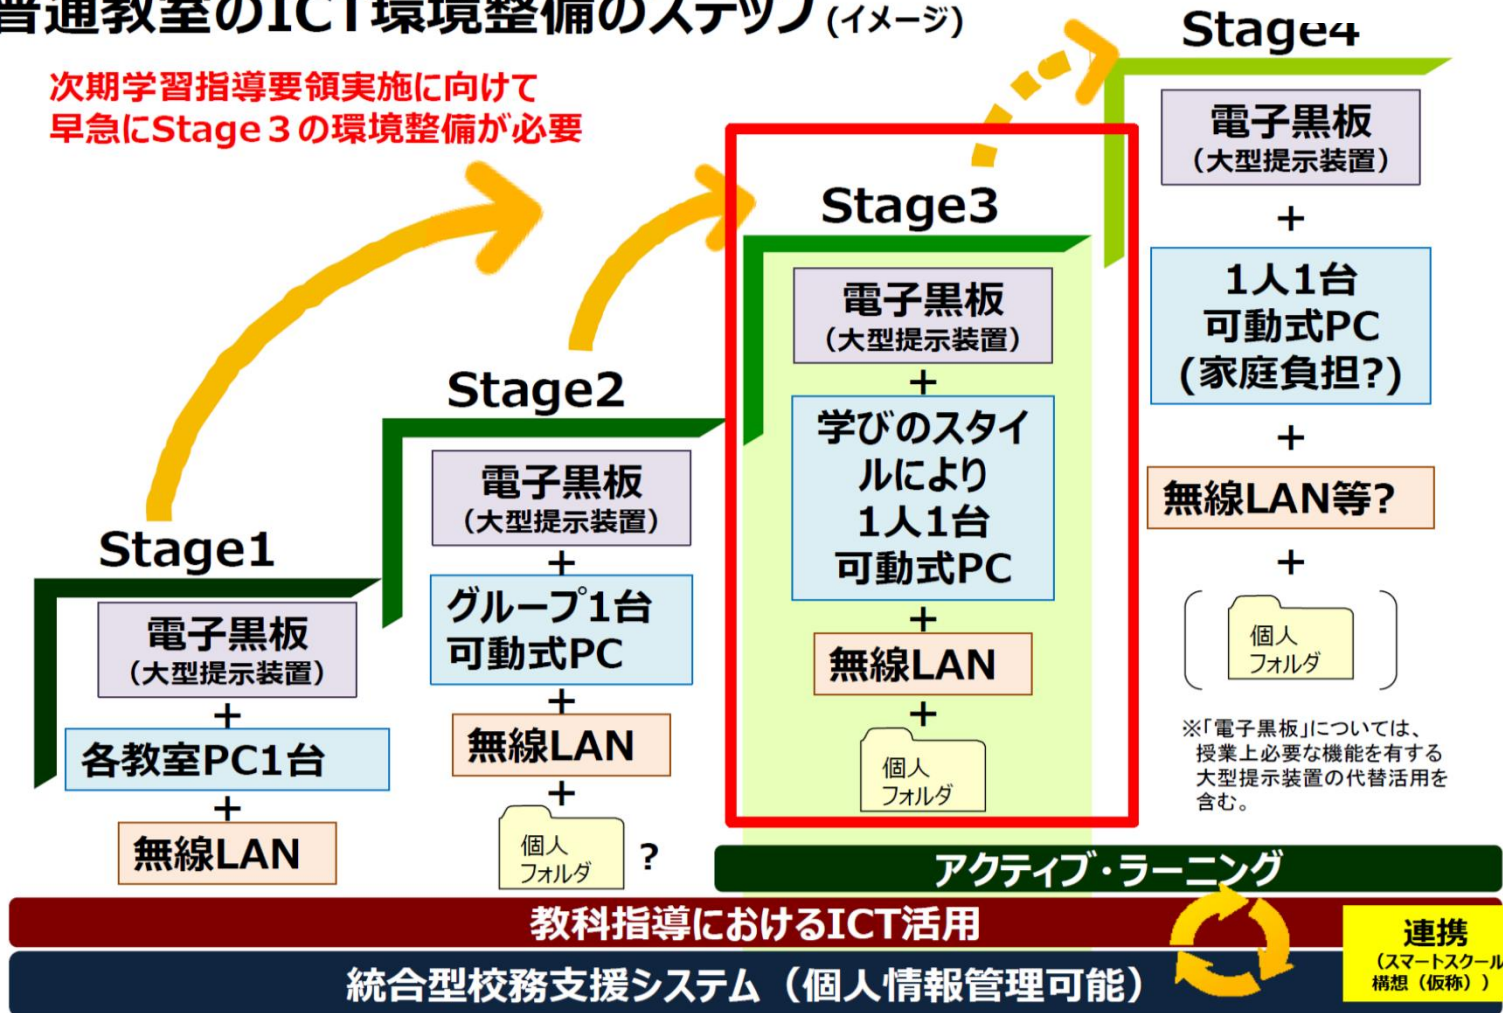 普通教室のICT環境整備のステップ(イメージ)
次期学習指導要領実施に向けて
早急にStage3の環境整備が必要
Stage1
電子黒板
(大型提示装置)
+
各教室PC1台
+
無線LAN
Stage2
電子黒板
(大型提示装置)
+
グループ1台
可動式PC
+
無線LAN
+
個人
フォルダ
?
Stage3
電子黒板
(大型提示装置)
+
学びのスタイ
ルにより
1人1台
可動式PC
+
無線LAN
+
個人
フォルダ
Stage4
電子黒板
(大型提示装置)
+
1人1台
可動式PC
(家庭負担?)
+
無線LAN等?
+
個人
フォルダ
※「電子黒板」については、
授業上必要な機能を有する
大型提示装置の代替活用を
含む。
アクティブ・ラーニング
教科指導におけるICT活用
統合型校務支援システム(個人情報管理可能)
連携
(スマートスクール
構想(仮称))